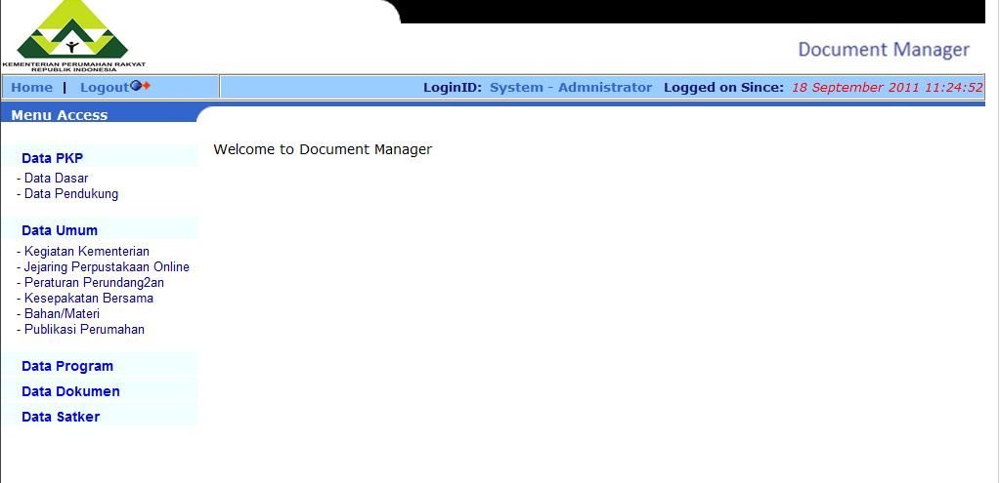 KEMENTERIAN PERUMAHAN RAKYAT
REPUBLIK INDONESIA
Document Manager
Home | Logout LoginID: System - Admnistrator Logged on Since: 18 September 2011 11:24:52
Menu Access
Welcome to Document Manager
Data PKP
- Data Dasar
- Data Pendukung
Data Umum
- Kegiatan Kementerian
- Jejaring Perpustakaan Online
- Peraturan Perundang2an
- Kesepakatan Bersama
- Bahan/Materi
- Publikasi Perumahan
Data Program
Data Dokumen
Data Satker